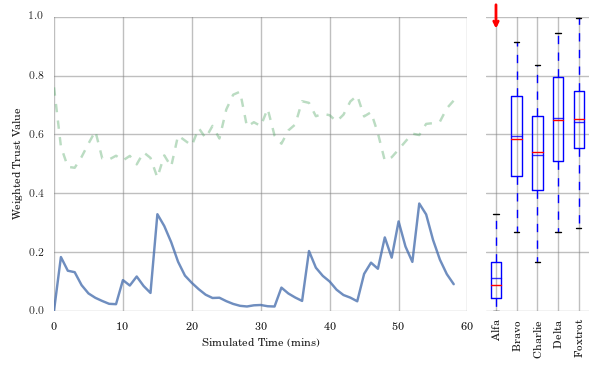 1.0
0.8
0.6
0.4
0.2
0.0
Weighted Trust Value
0 10 20 30 40 50 60
Simulated Time (mins)
Alfa
Bravo
Charlie
Delta
Foxtrot